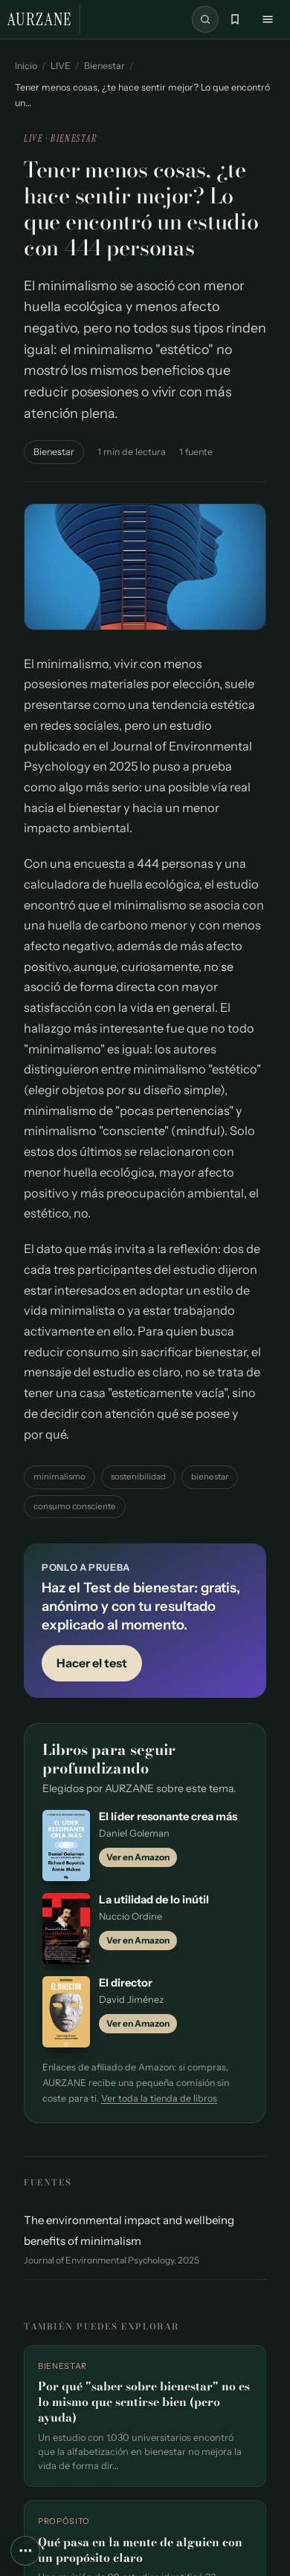 AURZANE
Inicio / LIVE / Bienestar /
Tener menos cosas, ¿te hace sentir mejor? Lo que encontró
un...
LIVE · BIENESTAR
Tener menos cosas, ¿te
hace sentir mejor? Lo
que encontró un estudio
con 444 personas
El minimalismo se asoció con menor
huella ecológica y menos afecto
negativo, pero no todos sus tipos rinden
igual: el minimalismo "estético" no
mostró los mismos beneficios que
reducir posesiones o vivir con más
atención plena.
Bienestar 1 min de lectura 1 fuente
El minimalismo, vivir con menos
posesiones materiales por elección, suele
presentarse como una tendencia estética
en redes sociales, pero un estudio
publicado en el Journal of Environmental
Psychology en 2025 lo puso a prueba
como algo más serio: una posible vía real
hacia el bienestar y hacia un menor
impacto ambiental.
Con una encuesta a 444 personas y una
calculadora de huella ecológica, el estudio
encontró que el minimalismo se asocia con
una huella de carbono menor y con menos
afecto negativo, además de más afecto
positivo, aunque, curiosamente, no se
asoció de forma directa con mayor
satisfacción con la vida en general. El
hallazgo más interesante fue que no todo
"minimalismo" es igual: los autores
distinguieron entre minimalismo "estético"
(elegir objetos por su diseño simple),
minimalismo de "pocas pertenencias" y
minimalismo "consciente" (mindful). Solo
estos dos últimos se relacionaron con
menor huella ecológica, mayor afecto
positivo y más preocupación ambiental, el
estético, no.
El dato que más invita a la reflexión: dos de
cada tres participantes del estudio dijeron
estar interesados en adoptar un estilo de
vida minimalista o ya estar trabajando
activamente en ello. Para quien busca
reducir consumo sin sacrificar bienestar, el
mensaje del estudio es claro, no se trata de
tener una casa "esteticamente vacía", sino
de decidir con atención qué se posee y
por qué.
minimalismo sostenibilidad bienestar
consumo consciente
PONLO A PRUEBA
Haz el Test de bienestar: gratis,
anónimo y con tu resultado
explicado al momento.
Hacer el test
Libros para seguir
profundizando
Elegidos por AURZANE sobre este tema.
El líder resonante crea más
Daniel Goleman
Ver en Amazon
La utilidad de lo inútil
Nuccio Ordine
Ver en Amazon
El director
David Jiménez
Ver en Amazon
Enlaces de afiliado de Amazon: si compras,
AURZANE recibe una pequeña comisión sin
coste para ti. Ver toda la tienda de libros
FUENTES
The environmental impact and wellbeing
benefits of minimalism
Journal of Environmental Psychology, 2025
TAMBIÉN PUEDES EXPLORAR
BIENESTAR
Por qué "saber sobre bienestar" no es
lo mismo que sentirse bien (pero
ayuda)
Un estudio con 1.030 universitarios encontró
que la alfabetización en bienestar no mejora la
vida de forma dir...
PROPÓSITO
Qué pasa en la mente de alguien con
un propósito claro